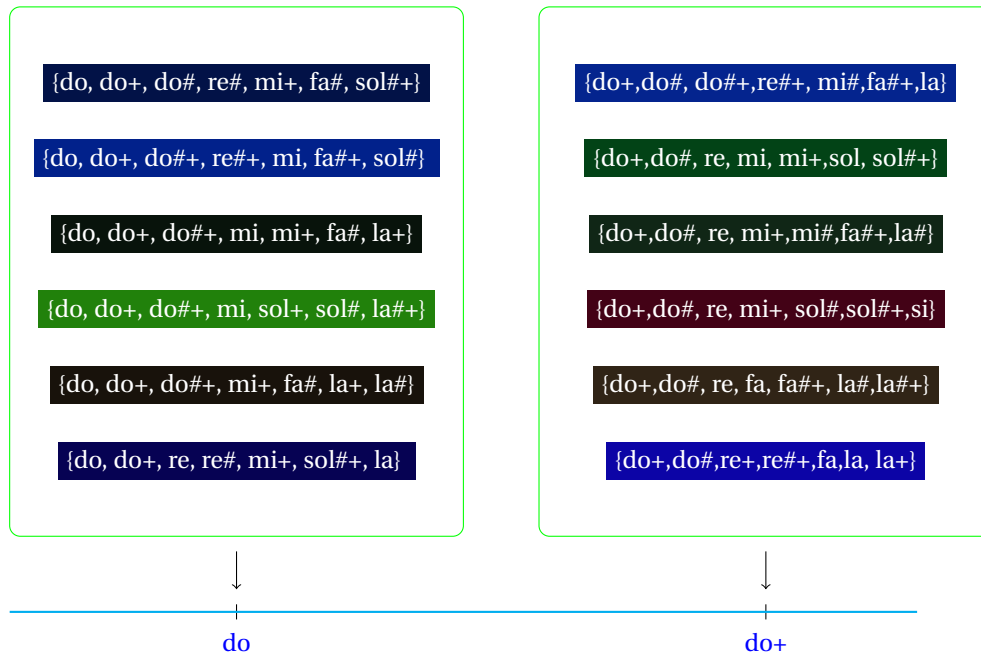 {do, do+, do#, re#, mi+, fa#, sol#+}
{do, do+, do#+, re#+, mi, fa#+, sol#}
{do, do+, do#+, mi, mi+, fa#, la+}
{do, do+, do#+, mi, sol+, sol#, la#+}
{do, do+, do#+, mi+, fa#, la+, la#}
{do, do+, re, re#, mi+, sol#+, la}
do
{do+,do#, do#+,re#+, mi#,fa#+,la}
{do+,do#, re, mi, mi+,sol, sol#+}
{do+,do#, re, mi+,mi#,fa#+,la#}
{do+,do#, re, mi+, sol#,sol#+,si}
{do+,do#, re, fa, fa#+, la#,la#+}
{do+,do#,re+,re#+,fa,la, la+}
do+